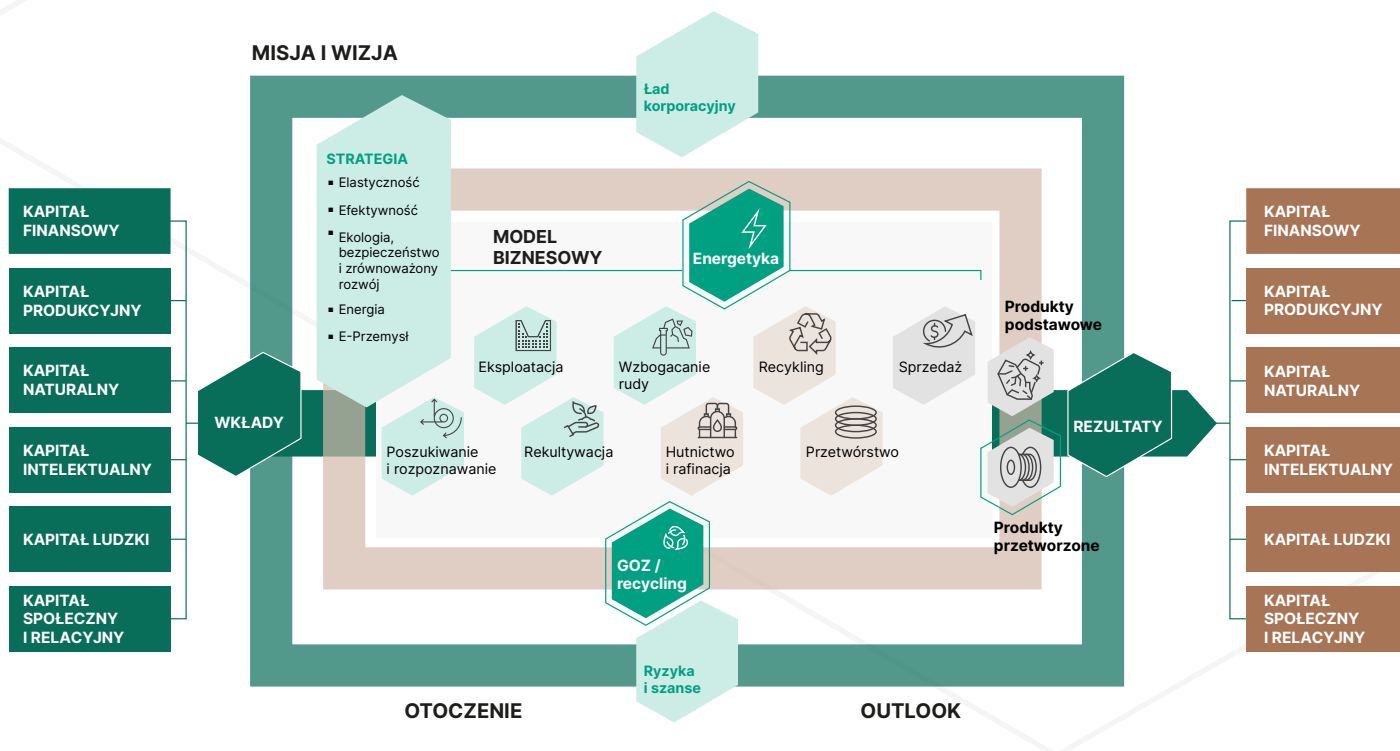 MISJA I WIZJA
Ład
korporacyjny
STRATEGIA
▪ Elastyczność
▪ Efektywność
▪ Ekologia,
bezpieczeństwo
i zrównoważony
rozwój
▪ Energia
▪ E-Przemysł
KAPITAŁ
FINANSOWY
KAPITAŁ
PRODUKCYJNY
KAPITAŁ
NATURALNY
KAPITAŁ
INTELEKTUALNY
KAPITAŁ LUDZKI
KAPITAŁ
SPOŁECZNY
I RELACYJNY
WKŁADY
MODEL
BIZNESOWY
Energetyka
Eksploatacja
Wzbogacanie
rudy
Recykling
Sprzedaż
Poszukiwanie
i rozpoznawanie
Rekultywacja
Hutnictwo
i rafinacja
Przetwórstwo
Produkty
podstawowe
Produkty
przetworzone
GOZ /
recycling
Ryzyka
i szanse
REZULTATY
KAPITAŁ
FINANSOWY
KAPITAŁ
PRODUKCYJNY
KAPITAŁ
NATURALNY
KAPITAŁ
INTELEKTUALNY
KAPITAŁ LUDZKI
KAPITAŁ
SPOŁECZNY
I RELACYJNY
OTOCZENIE
OUTLOOK